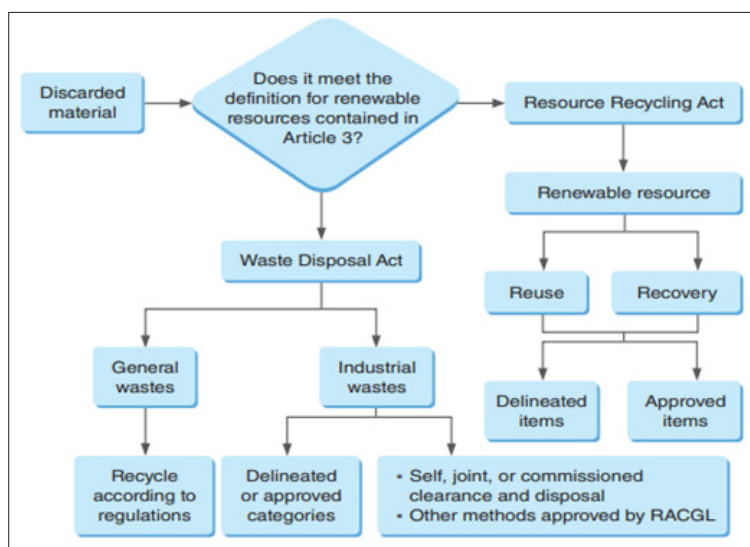 Discarded
material
Does it meet the
definition for renewable
resources contained in
Article 3?
Resource Recycling Act
Renewable resource
Reuse
Recovery
Delineated
items
Approved
items
Waste Disposal Act
General
wastes
Industrial
wastes
Recycle
according to
regulations
Delineated
or approved
categories
• Self, joint, or commissioned
clearance and disposal
• Other methods approved by RACGL